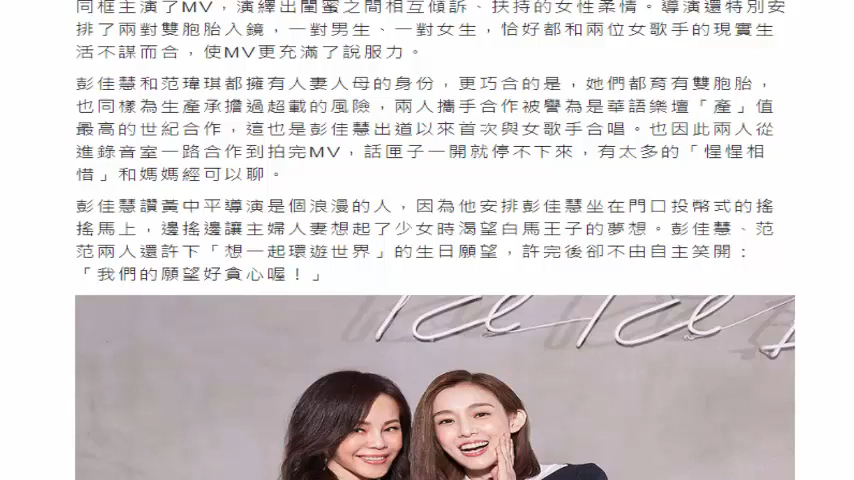 同框主演了MV，演繹出閨蜜之間相互傾訴、扶持的女性柔情。導演還特別安
排了兩對雙胞胎入鏡，一對男生、一對女生，恰好都和兩位女歌手的現實生
活不謀而合，使MV更充滿了說服力。
彭佳慧和范瑋琪都擁有人妻人母的身份，更巧合的是，她們都育有雙胞胎，
也同樣為生產承擔過超載的風險，兩人攜手合作被譽為是華語樂壇「產」值
最高的世紀合作，這也是彭佳慧出道以來首次與女歌手合唱。也因此兩人從
進錄音室一路合作到拍完MV，話匣子一開就停不下來，有太多的「惺惺相
惜」和媽媽經可以聊。
彭佳慧讚黃中平導演是個浪漫的人，因為他安排彭佳慧坐在門口投幣式的搖
搖馬上，邊搖邊讓主婦人妻想起了少女時渴望白馬王子的夢想。彭佳慧、范
范兩人還許下「想一起環遊世界」的生日願望，許完後卻不由自主笑開：
「我們的願望好貪心喔！」